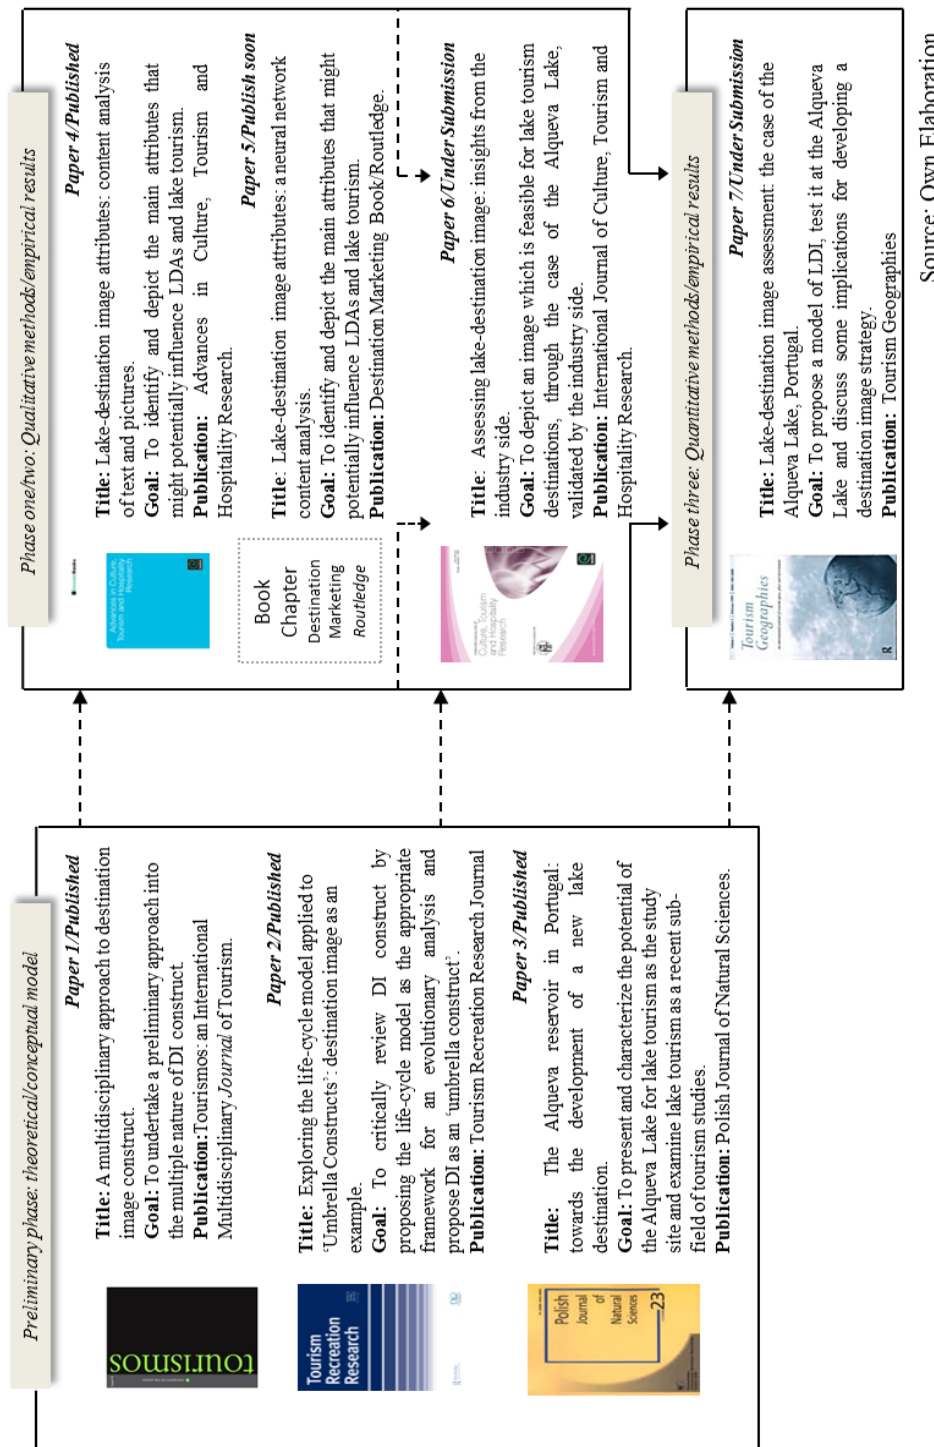 Preliminary phase: theoretical/conceptual model
Paper 1/Published
Title: A multidisciplinary approach to destination
image construct.
Goal: To undertake a preliminary approach into
the multiple nature of DI construct.
Publication: Tourismos: an International
Multidisciplinary Journal of Tourism.
tourismos
Paper 2/Published
Title: Exploring the life-cycle model applied to
‘Umbrella Constructs’: destination image as an
example.
Goal: To critically review DI construct by
proposing the life-cycle model as the appropriate
framework for an evolutionary analysis and
propose DI as an ‘umbrella construct’.
Publication: Tourism Recreation Research Journal
Tourism
Recreation
Research
Paper 3/Published
Title: The Alqueva reservoir in Portugal:
towards the development of a new lake
destination.
Goal: To present and characterize the potential of
the Alqueva Lake for lake tourism as the study
site and examine lake tourism as a recent sub-
field of tourism studies.
Publication: Polish Journal of Natural Sciences.
Polish
Journal
of
Natural
Sciences
23
Phase one/two: Qualitative methods/empirical results
Paper 4/Published
Title: Lake-destination image attributes: content analysis
of text and pictures.
Goal: To identify and depict the main attributes that
might potentially influence LDAs and lake tourism.
Publication: Advances in Culture, Tourism and
Hospitality Research.
Advances in Culture,
Tourism and Hospitality
Research
Paper 5/Publish soon
Title: Lake-destination image attributes: a neural network
content analysis.
Goal: To identify and depict the main attributes that might
potentially influence LDAs and lake tourism.
Publication: Destination Marketing Book/Routledge.
Book
Chapter
Destination
Marketing
Routledge
Paper 6/Under Submission
Title: Assessing lake-destination image: insights from the
industry side.
Goal: To depict an image which is feasible for lake tourism
destinations, through the case of the Alqueva Lake,
validated by the industry side.
Publication: International Journal of Culture, Tourism and
Hospitality Research.
Culture, Tourism
and Hospitality
Research
Phase three: Quantitative methods/empirical results
Paper 7/Under Submission
Title: Lake-destination image assessment: the case of the
Alqueva Lake, Portugal.
Goal: To propose a model of LDI, test it at the Alqueva
Lake and discuss some implications for developing a
destination image strategy.
Publication: Tourism Geographies
Tourism
Geographies
R
Source: Own Elaboration